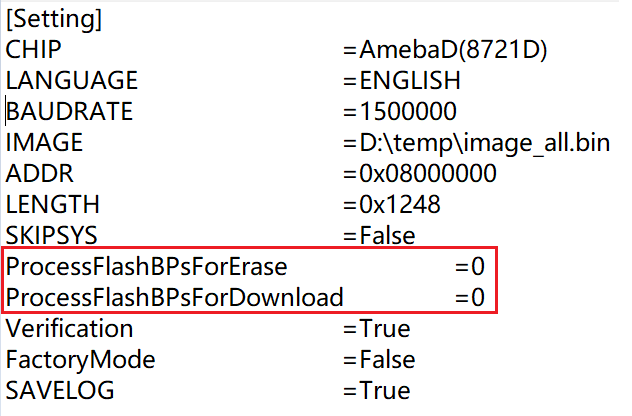 [Setting]
CHIP =AmebaD(8721D)
LANGUAGE =ENGLISH
BAUDRATE =1500000
IMAGE =D:\temp\image_all.bin
ADDR =0x08000000
LENGTH =0x1248
SKIPSYS =False
ProcessFlashBPsForErase =0
ProcessFlashBPsForDownload =0
Verification =True
FactoryMode =False
SAVELOG =True